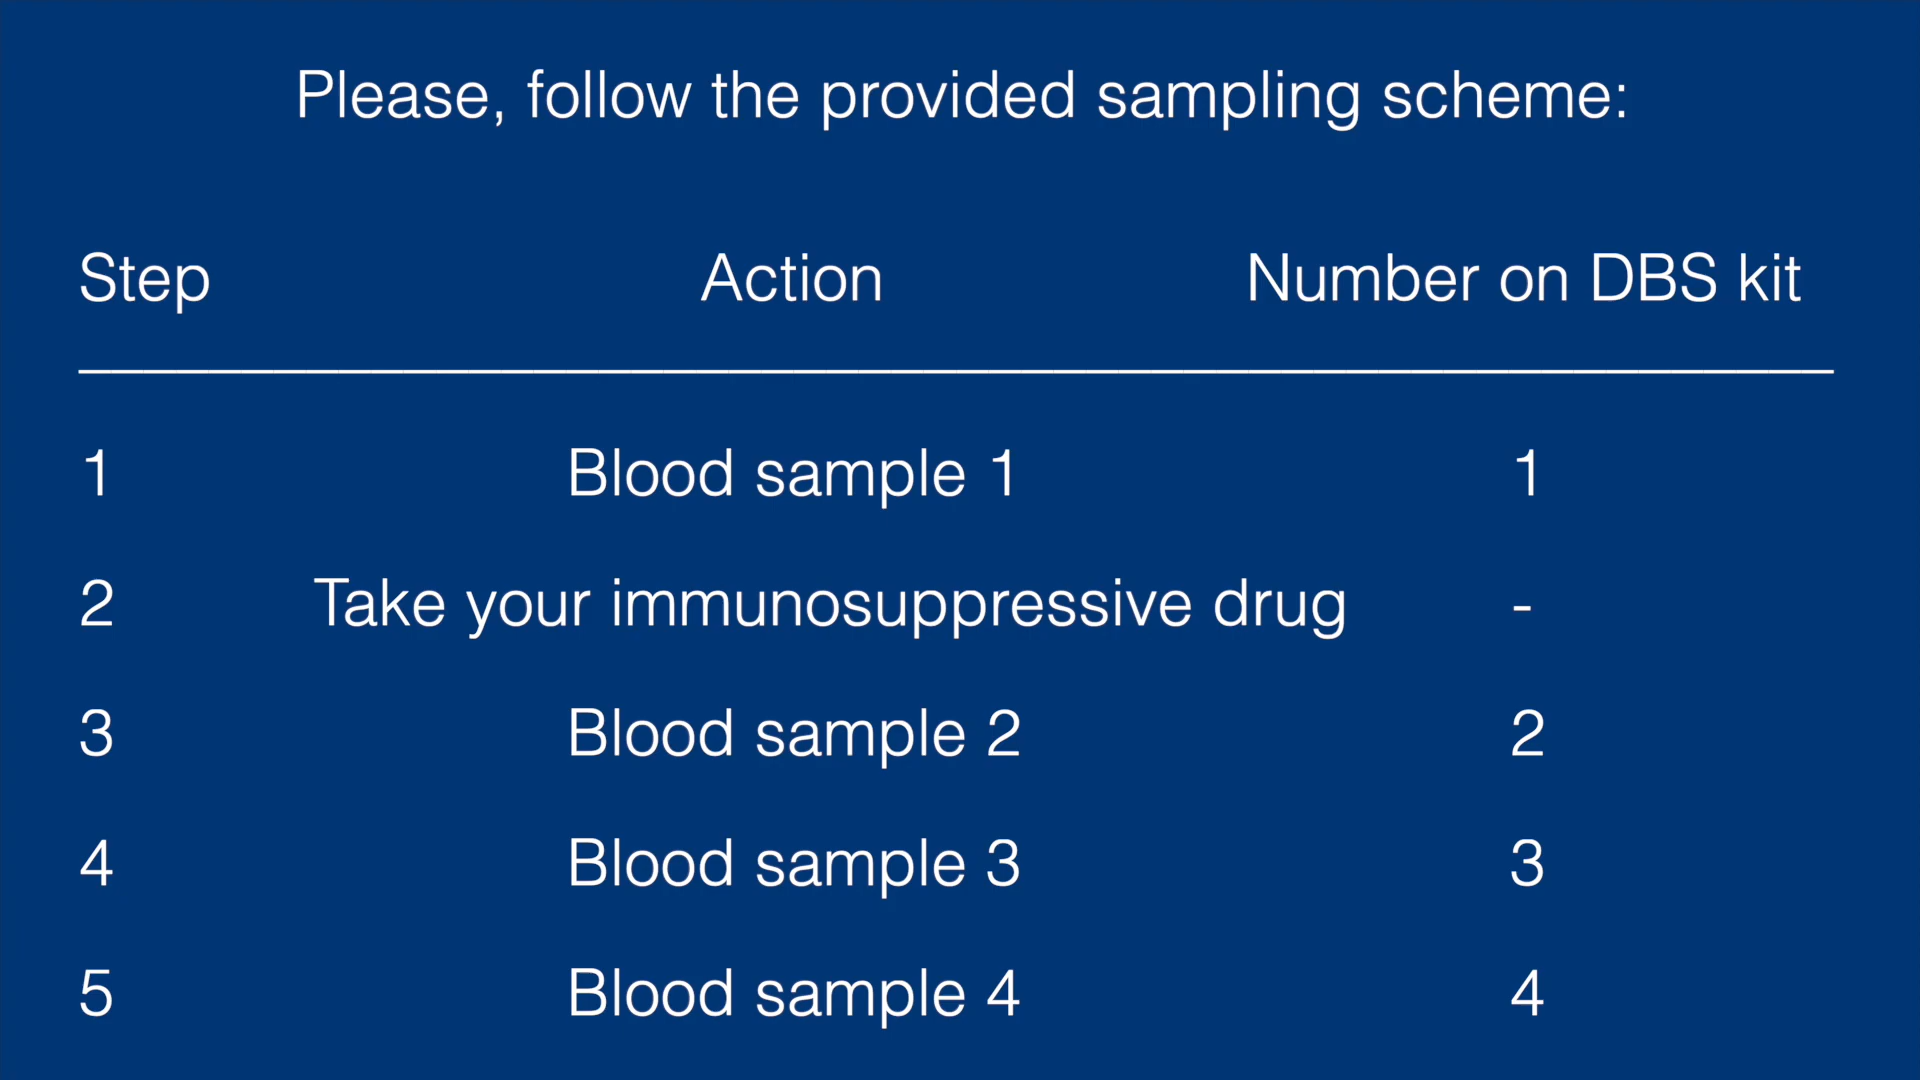 Please, follow the provided sampling scheme:
Step Action Number on DBS kit
1 Blood sample 1 1
2 Take your immunosuppressive drug -
3 Blood sample 2 2
4 Blood sample 3 3
5 Blood sample 4 4